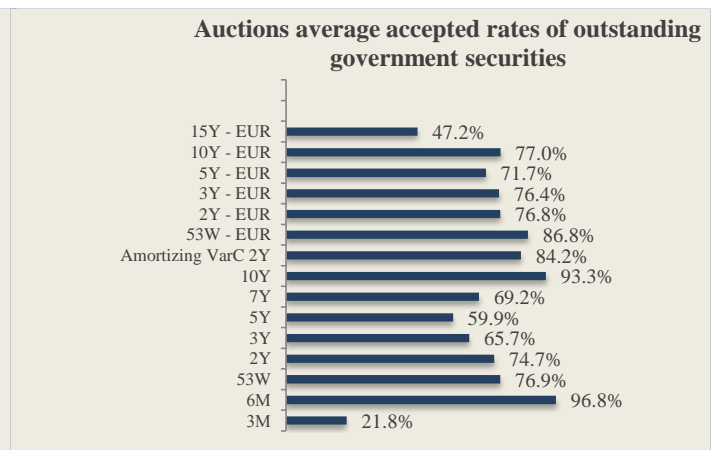 Auctions average accepted rates of outstanding
government securities
15Y - EUR 47.2%
10Y - EUR 77.0%
5Y - EUR 71.7%
3Y - EUR 76.4%
2Y - EUR 76.8%
53W - EUR 86.8%
Amortizing VarC 2Y 84.2%
10Y 93.3%
7Y 69.2%
5Y 59.9%
3Y 65.7%
2Y 74.7%
53W 76.9%
6M 96.8%
3M 21.8%